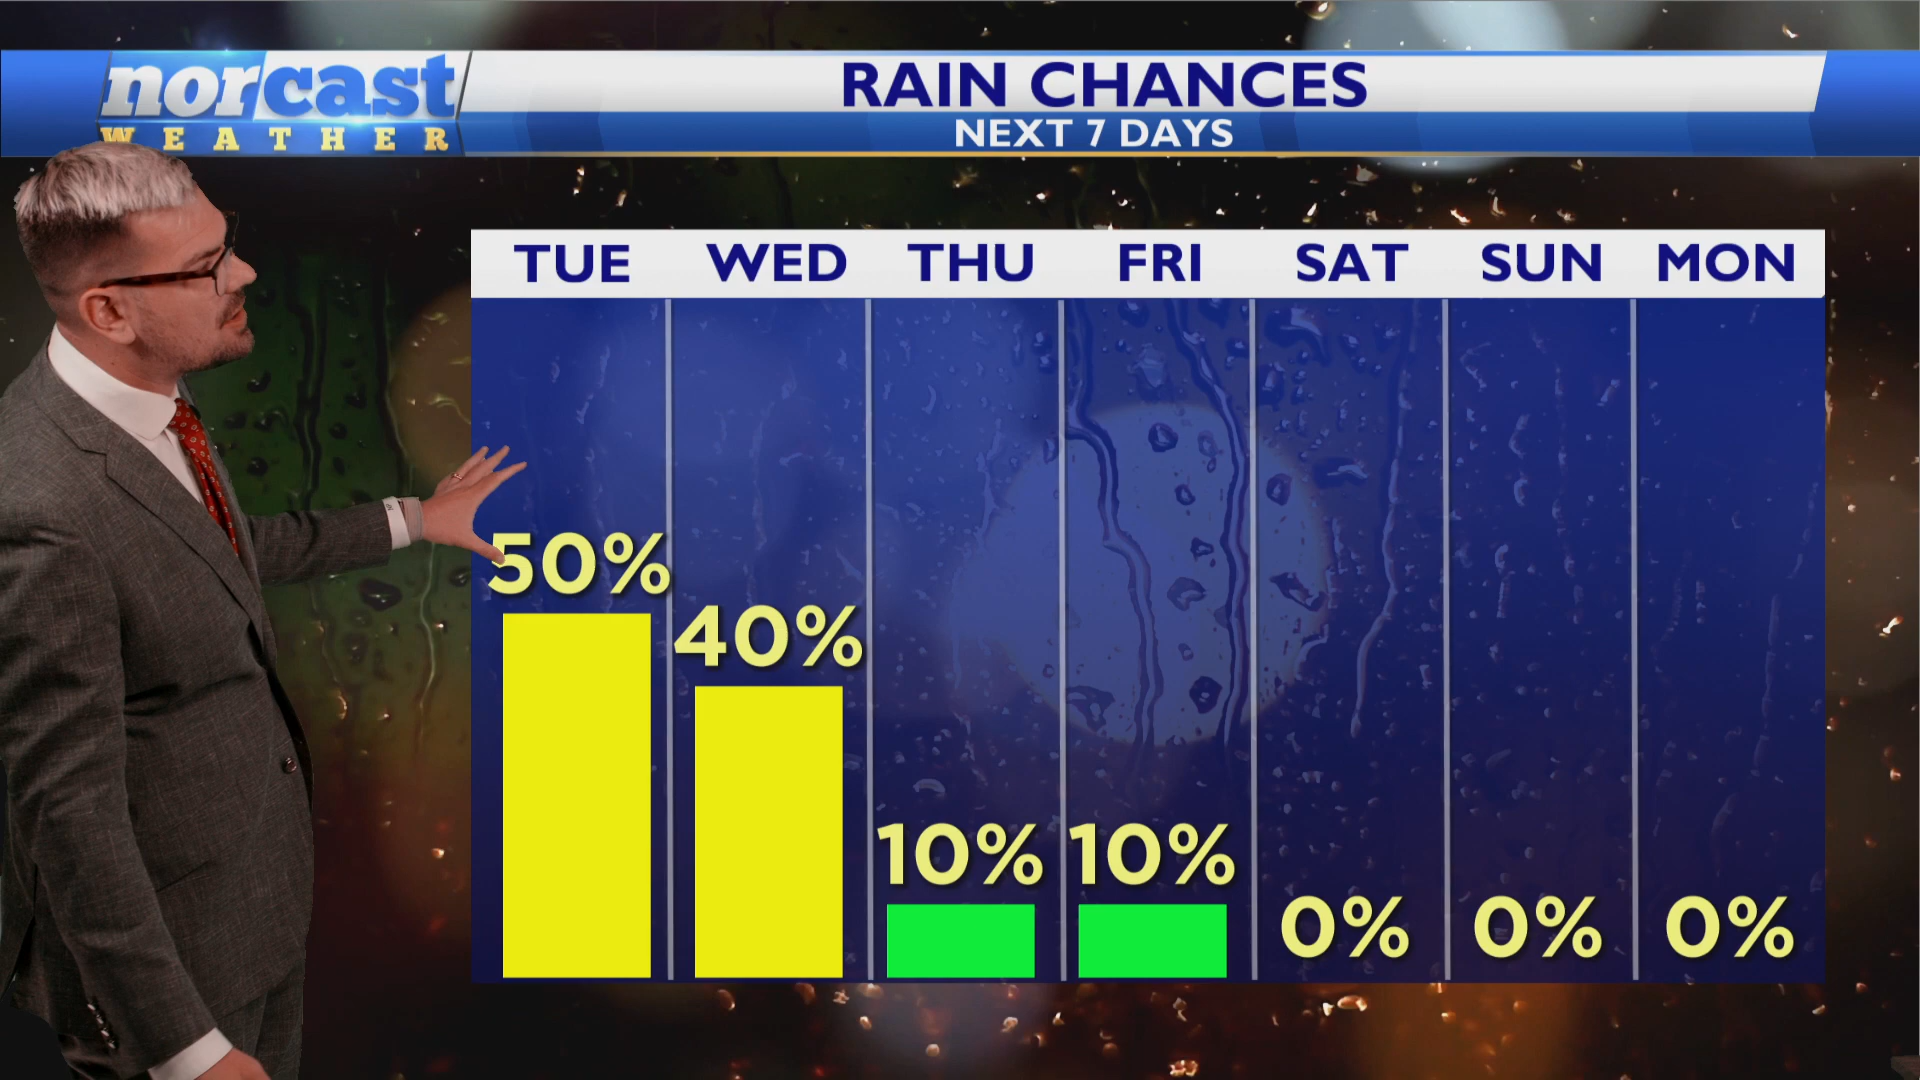 norcast
WEATHER
RAIN CHANCES
NEXT 7 DAYS
TUE WED THU FRI SAT SUN MON
50%
40%
10% 10%
0% 0% 0%